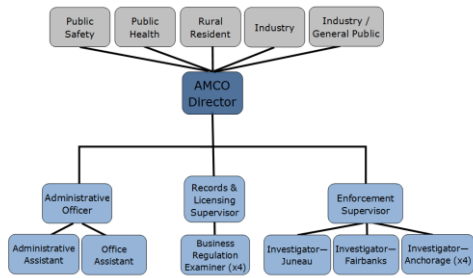 Public
Safety
Public
Health
Rural
Resident
Industry
Industry /
General Public
AMCO
Director
Administrative
Officer
Records &
Licensing
Supervisor
Enforcement
Supervisor
Administrative
Assistant
Office
Assistant
Business
Regulation
Examiner (x4)
Investigator—
Juneau
Investigator—
Fairbanks
Investigator—
Anchorage (x4)